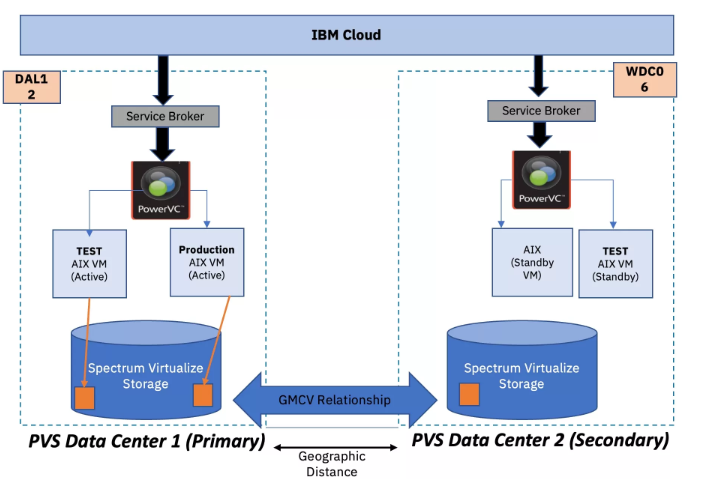 IBM Cloud
DAL1
2
WDC0
6
Service Broker
Service Broker
PowerVC™
PowerVC™
TEST
AIX VM
(Active)
Production
AIX VM
(Active)
AIX
(Standby
VM)
TEST
AIX VM
(Standby)
Spectrum Virtualize
Storage
Spectrum Virtualize
Storage
GMCV Relationship
PVS Data Center 1 (Primary)
PVS Data Center 2 (Secondary)
Geographic
Distance